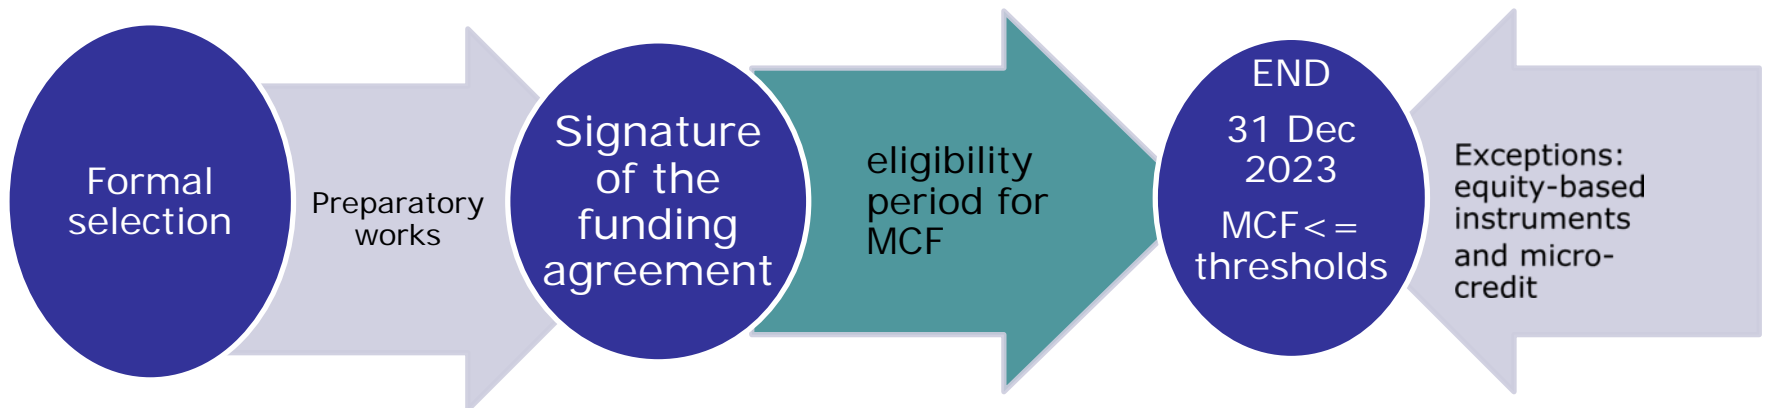 Formal
selection
Preparatory
works
Signature
of the
funding
agreement
eligibility
period for
MCF
END
31 Dec
2023
MCF<=
thresholds
Exceptions:
equity-based
instruments
and micro-
credit